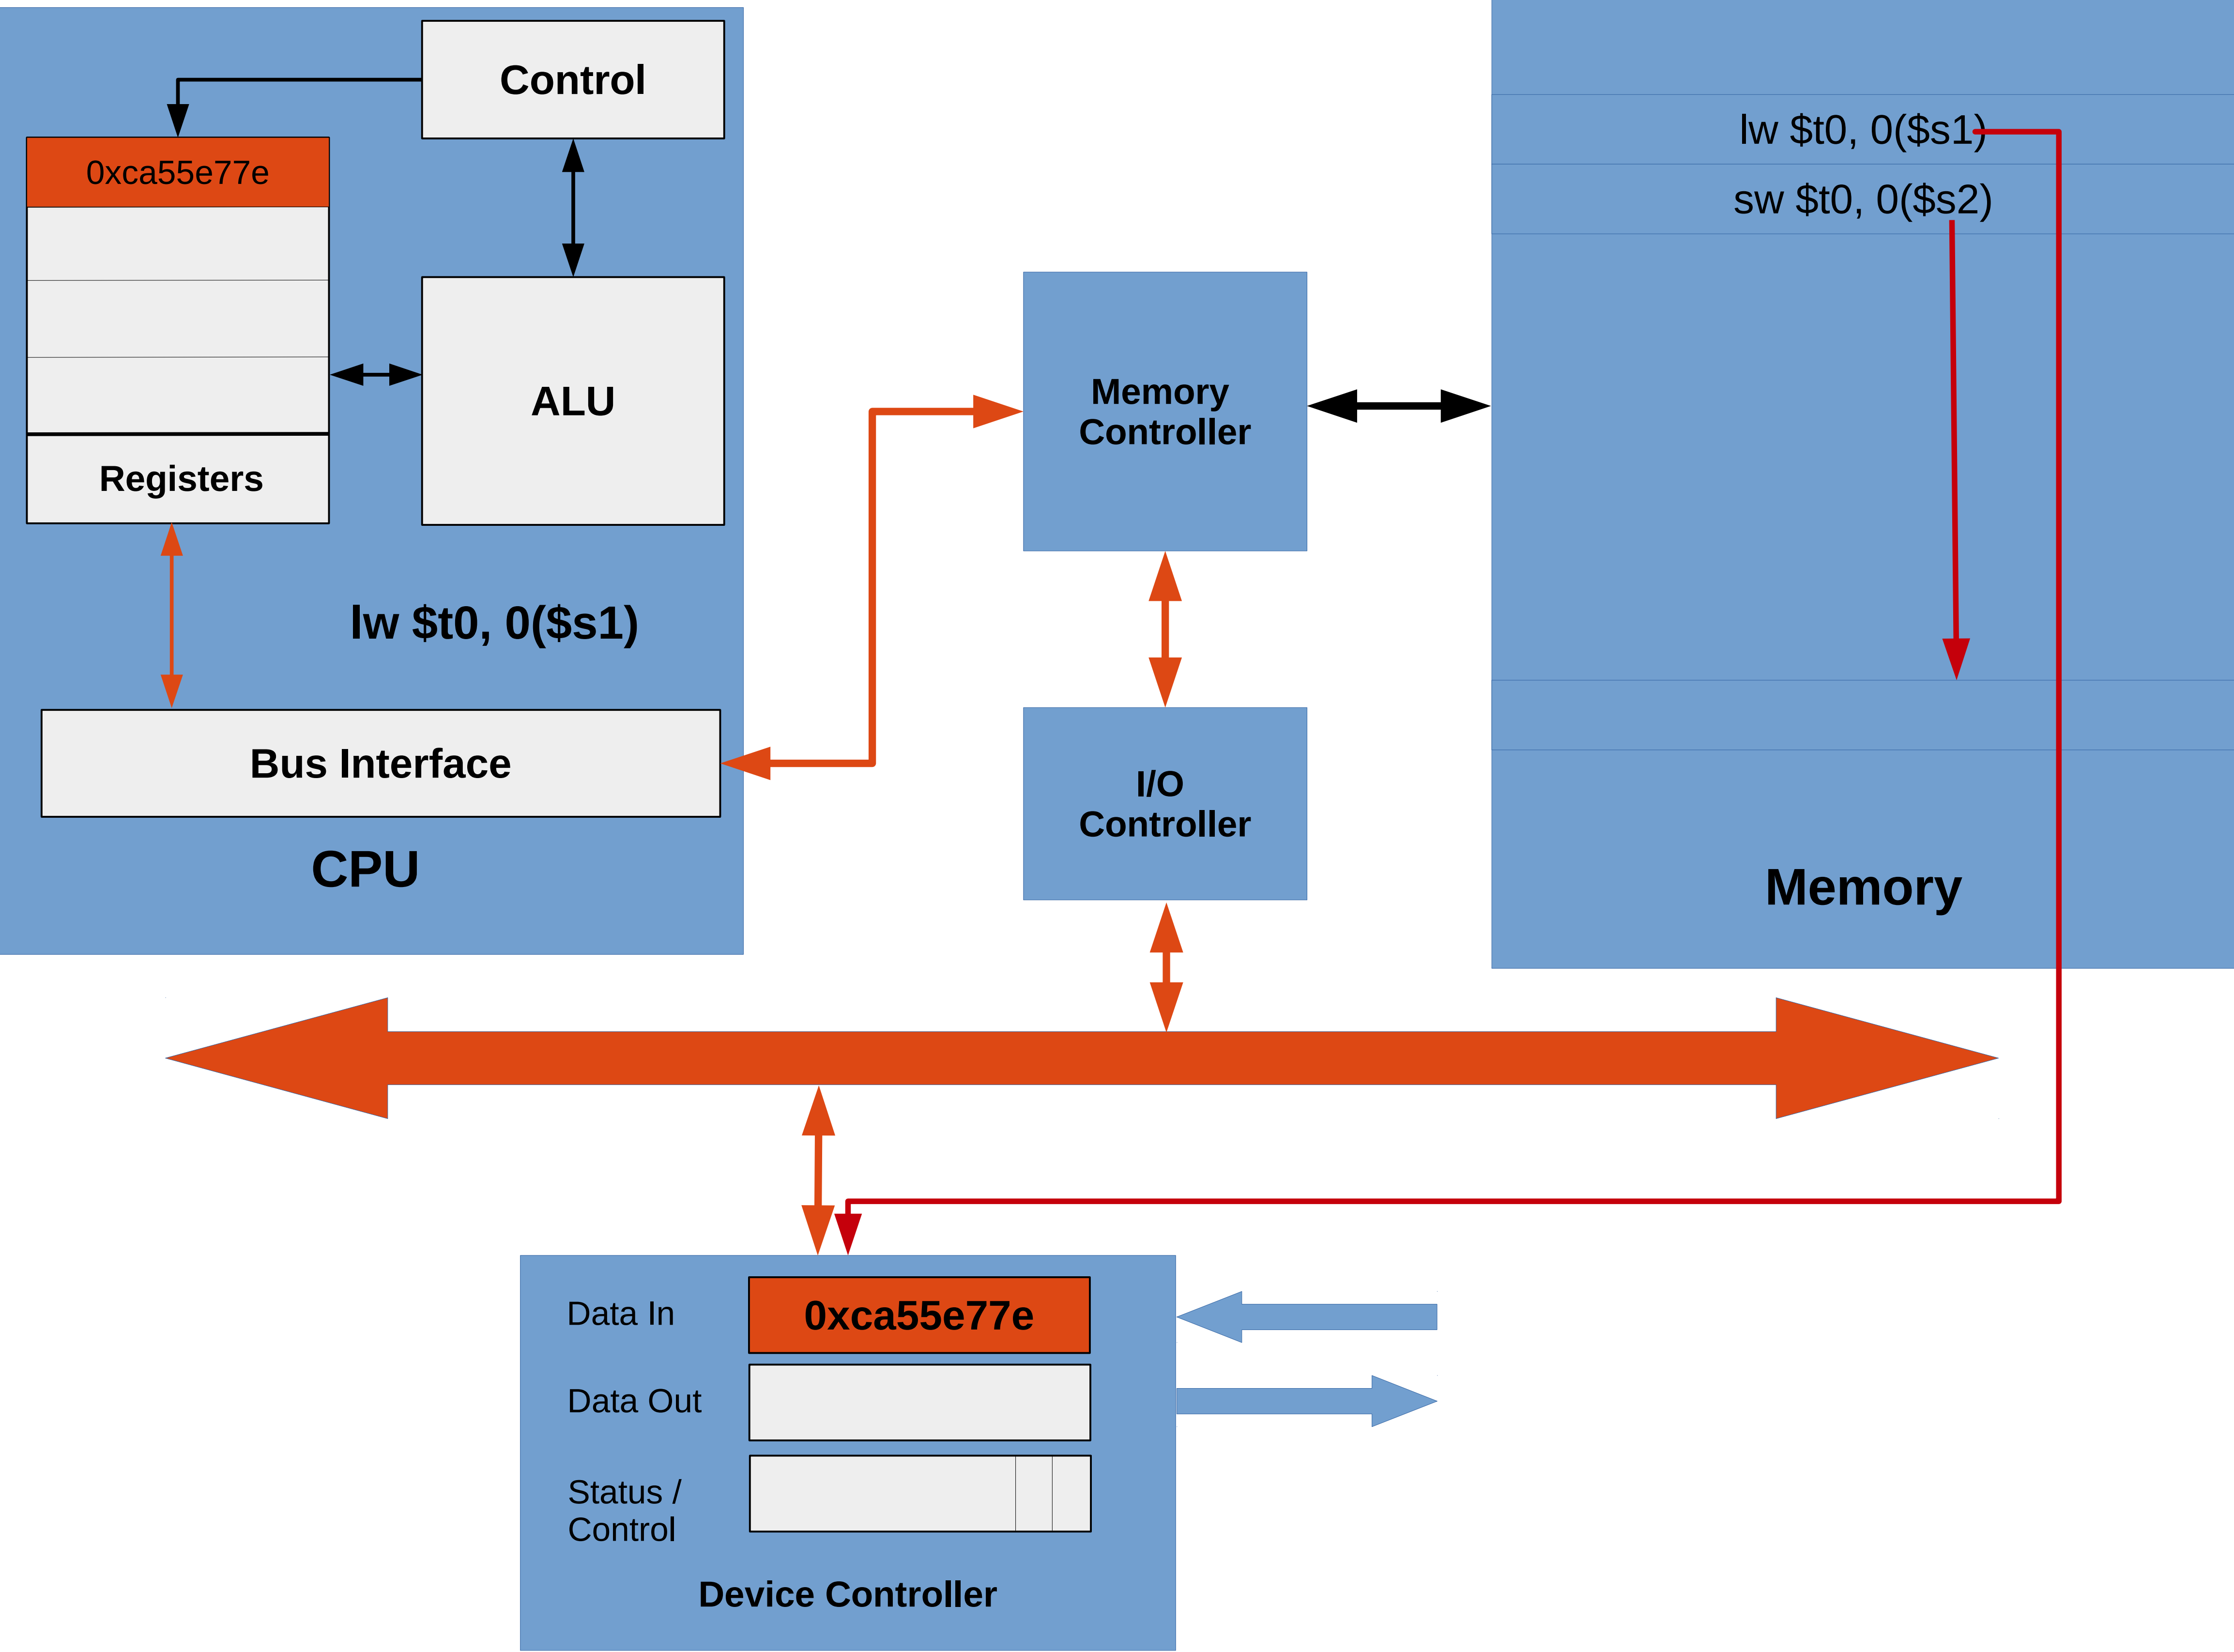 Control
0xca55e77e
ALU
Registers
lw $t0, 0($s1)
Bus Interface
CPU
Memory
Controller
I/O
Controller
lw $t0, 0($s1)
sw $t0, 0($s2)
Memory
Data In
0xca55e77e
Data Out
Status /
Control
Device Controller